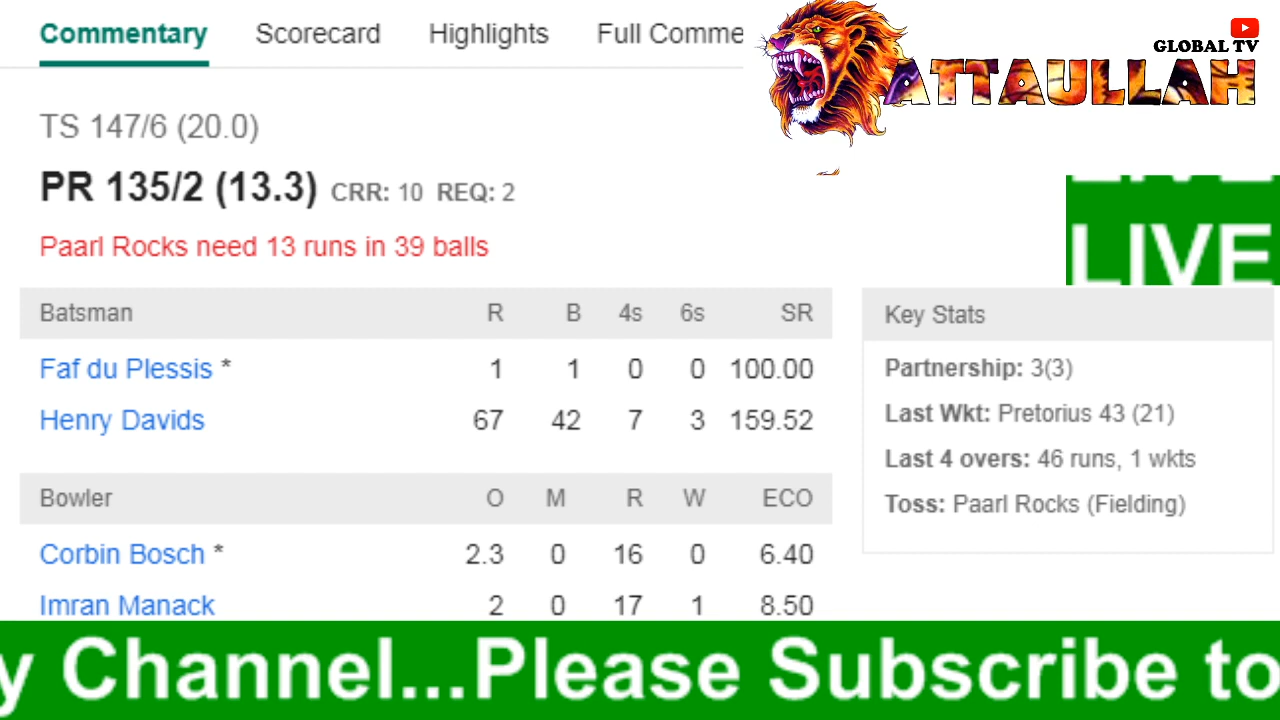 Commentary Scorecard Highlights Full Comme
GLOBAL TV
ATTAULLAH
TS 147/6 (20.0)
PR 135/2 (13.3) CRR: 10 REQ: 2
LIVE
Paarl Rocks need 13 runs in 39 balls
Batsman R B 4s 6s SR
Faf du Plessis * 1 1 0 0 100.00
Henry Davids 67 42 7 3 159.52
Key Stats
Partnership: 3(3)
Last Wkt: Pretorius 43 (21)
Last 4 overs: 46 runs, 1 wkts
Toss: Paarl Rocks (Fielding)
Bowler O M R W ECO
Corbin Bosch * 2.3 0 16 0 6.40
Imran Manack 2 0 17 1 8.50
y Channel...Please Subscribe to